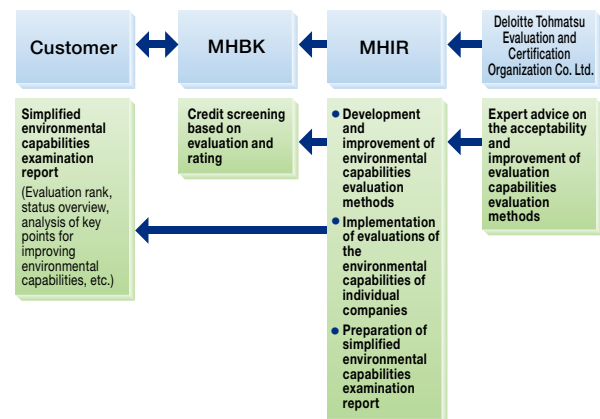 Customer
MHBK
MHIR
Deloitte Tohmatsu
Evaluation and
Certification
Organization Co. Ltd.
Simplified
environmental
capabilities
examination
report
(Evaluation rank,
status overview,
analysis of key
points for
improving
environmental
capabilities, etc.)
Credit screening
based on
evaluation and
rating
● Development
and
improvement of
environmental
capabilities
evaluation
methods
● Implementation
of evaluations of
the
environmental
capabilities of
individual
companies
● Preparation of
simplified
environmental
capabilities
examination
report
Expert advice on
the acceptability
and
improvement of
evaluation
capabilities
evaluation
methods